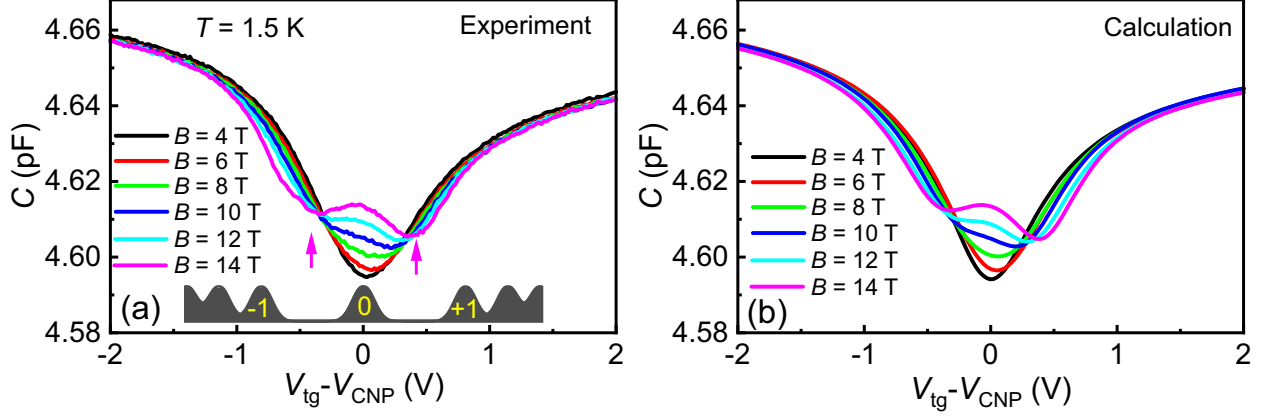 T = 1.5 K
Experiment
C (pF)
4.66
4.64
4.62
4.60
4.58
B = 4 T
B = 6 T
B = 8 T
B = 10 T
B = 12 T
B = 14 T
(a)
-1
0
+1
-2
-1
0
1
2
Vtg-VCNP (V)
Calculation
C (pF)
4.66
4.64
4.62
4.60
4.58
B = 4 T
B = 6 T
B = 8 T
B = 10 T
B = 12 T
B = 14 T
(b)
-2
-1
0
1
2
Vtg-VCNP (V)